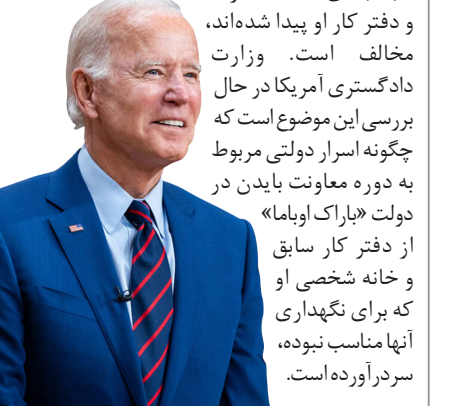 و دفتر کار او پیدا شده‌اند،
مخالف است. وزارت
دادگستری آمریکا در حال
بررسی این موضوع است که
چگونه اسرار دولتی مربوط
به دوره معاونت بایدن در
دولت «باراک اوباما»
از دفتر کار سابق
و خانه شخصی او
که برای نگهداری
آنها مناسب نبوده،
سردرآورده است.